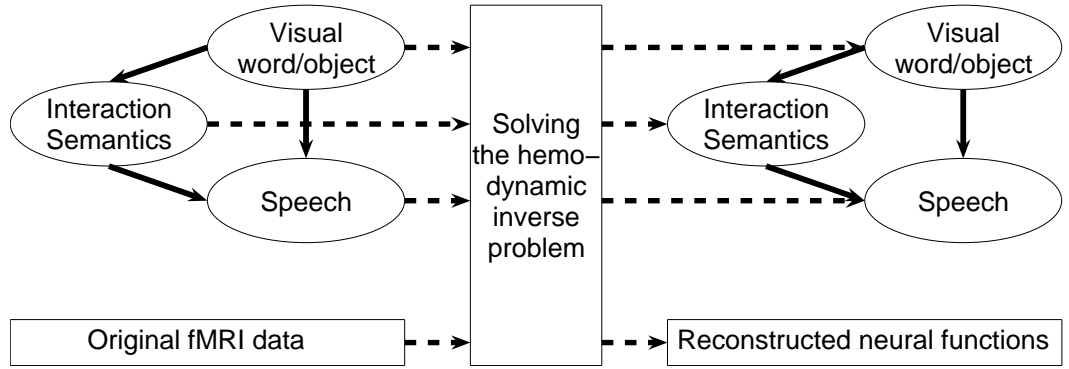 Visual
word/object
Interaction
Semantics
Speech
Original fMRI data
Solving
the hemo–
dynamic
inverse
problem
Visual
word/object
Interaction
Semantics
Speech
Reconstructed neural functions